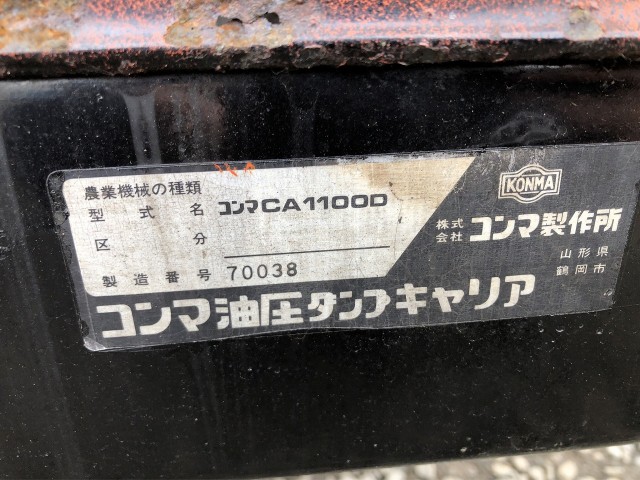 農業機械の種類
型式名 コンマCA1100D
区分
製造番号 70038
KONMA
株式会社 コンマ製作所
山形県
鶴岡市
コンマ油圧ダンプキャリア